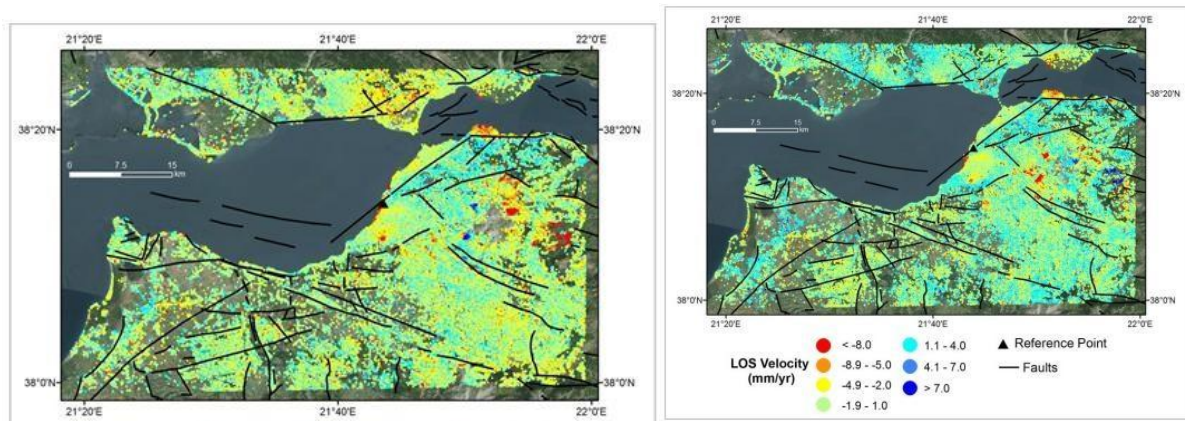 21°20'E 21°40'E 22°0'E
38°20'N 38°20'N
0 7.5 15
km
38°0'N 38°0'N
21°20'E 21°40'E 22°0'E
21°20'E 21°40'E 22°0'E
38°20'N 38°20'N
0 7.5 15
km
38°0'N 38°0'N
21°20'E 21°40'E 22°0'E
LOS Velocity
(mm/yr)
< -8.0
-8.9 - -5.0
-4.9 - -2.0
-1.9 - 1.0
1.1 - 4.0
4.1 - 7.0
> 7.0
Reference Point
Faults